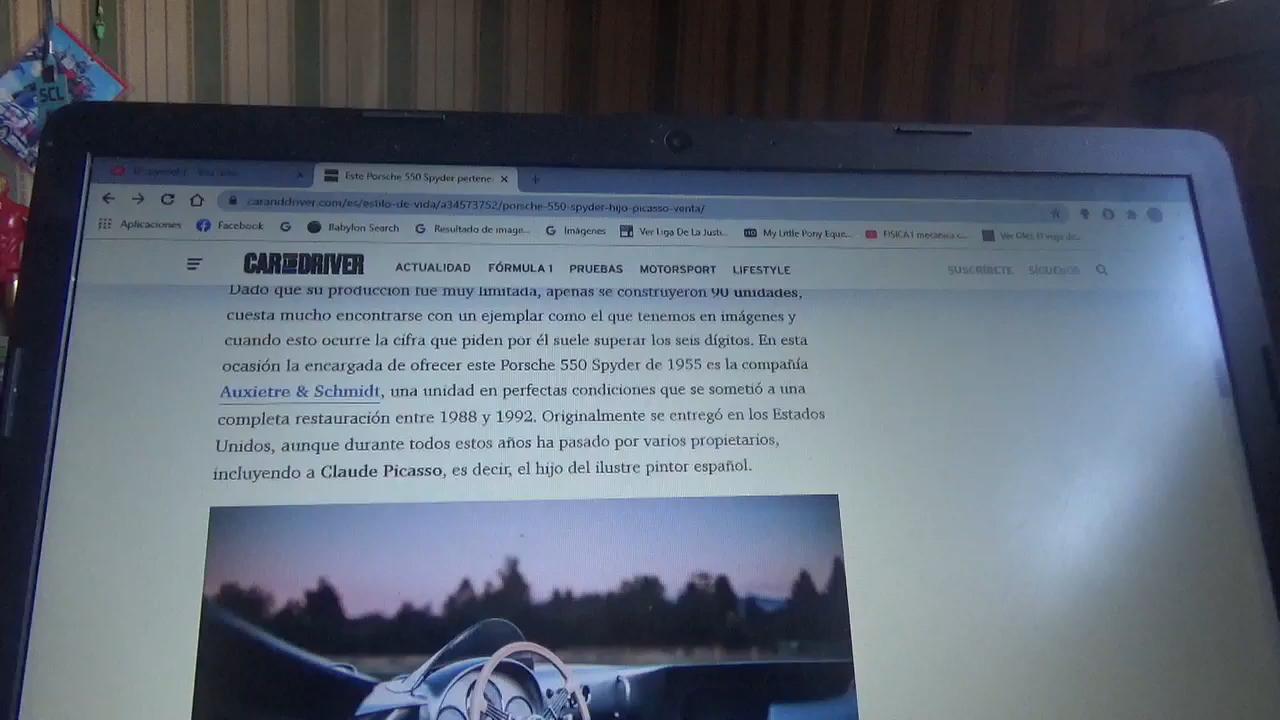 SCL
Este Porsche 550 Spyder pertene
caranddriver.com/es/estilo-de-vida/a34573752/porsche-550-spyder-hijo-picasso-venta/
Aplicaciones Facebook Babylon Search Resultado de image... Imágenes Ver Liga De La Justi... My Little Pony Eque... FISICA I mecánica c...
CAR AND DRIVER ACTUALIDAD FÓRMULA 1 PRUEBAS MOTORSPORT LIFESTYLE SUSCRÍBETE SÍGUENOS
Dado que su producción fue muy limitada, apenas se construyeron 90 unidades,
cuesta mucho encontrarse con un ejemplar como el que tenemos en imágenes y
cuando esto ocurre la cifra que piden por él suele superar los seis dígitos. En esta
ocasión la encargada de ofrecer este Porsche 550 Spyder de 1955 es la compañía
Auxietre & Schmidt, una unidad en perfectas condiciones que se sometió a una
completa restauración entre 1988 y 1992. Originalmente se entregó en los Estados
Unidos, aunque durante todos estos años ha pasado por varios propietarios,
incluyendo a Claude Picasso, es decir, el hijo del ilustre pintor español.